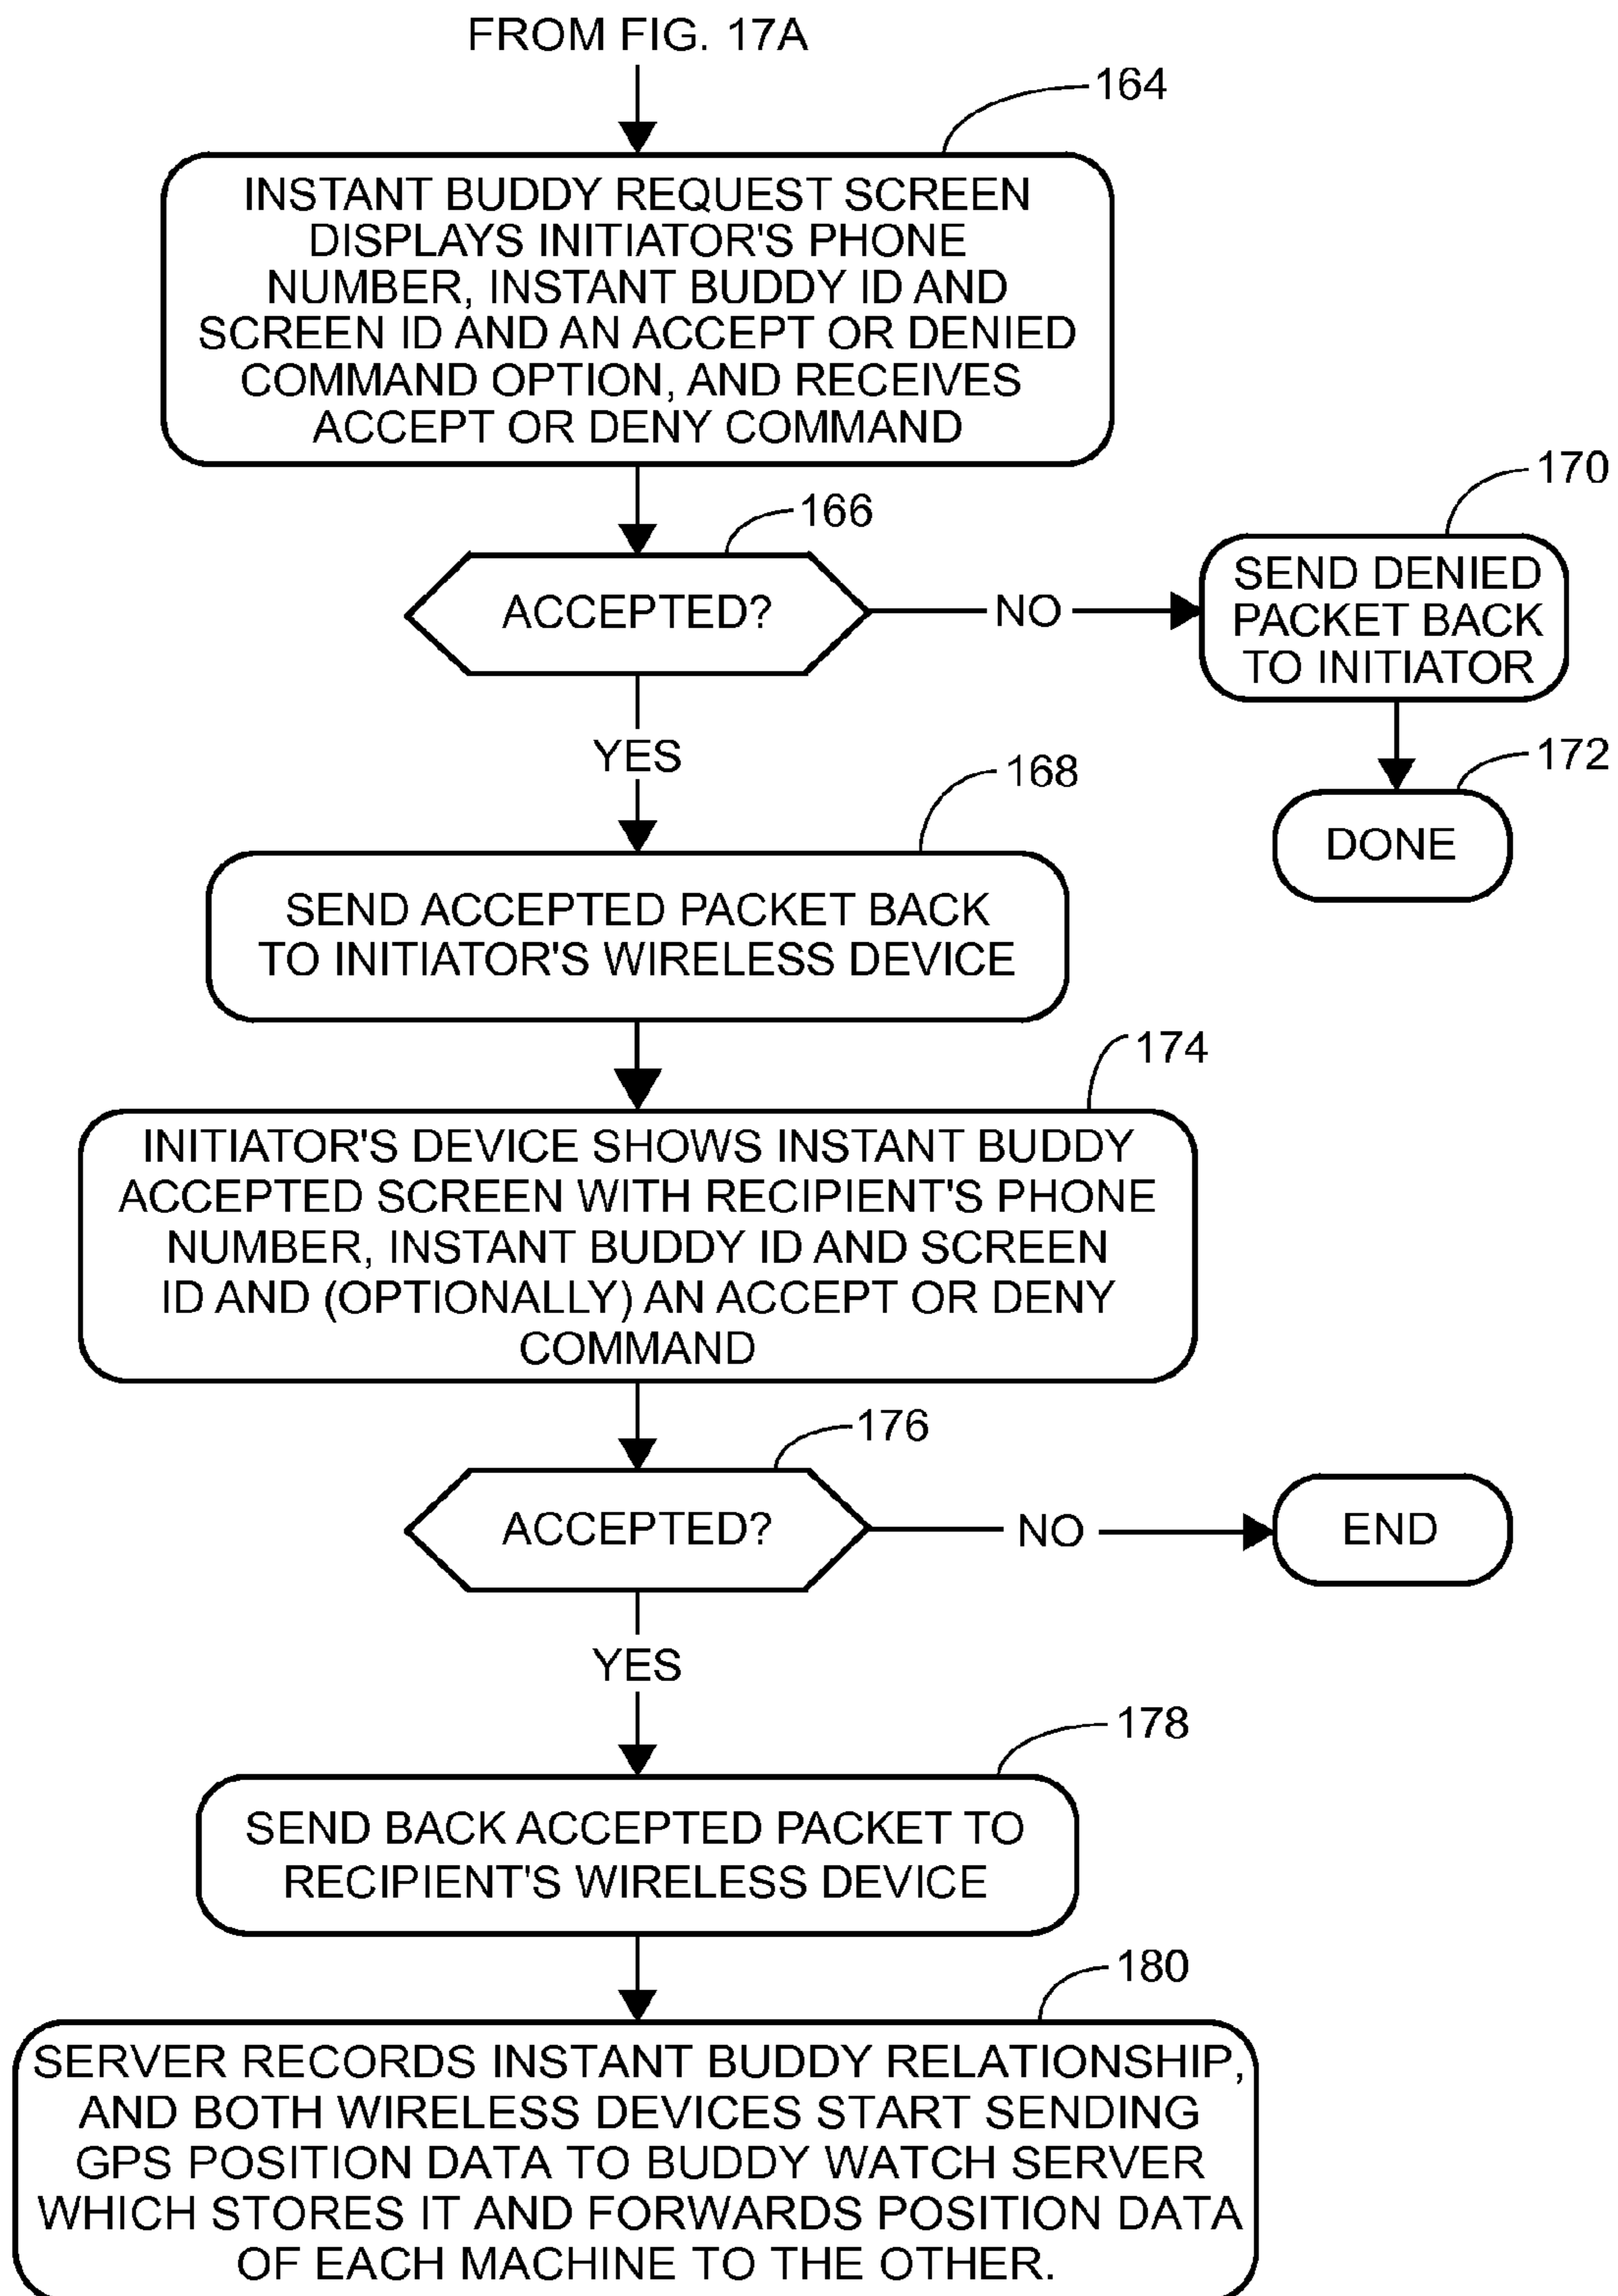 FROM FIG. 17A
164
INSTANT BUDDY REQUEST SCREEN
DISPLAYS INITIATOR'S PHONE
NUMBER, INSTANT BUDDY ID AND
SCREEN ID AND AN ACCEPT OR DENIED
COMMAND OPTION, AND RECEIVES
ACCEPT OR DENY COMMAND
166
ACCEPTED?
NO
170
SEND DENIED
PACKET BACK
TO INITIATOR
172
DONE
YES
168
SEND ACCEPTED PACKET BACK
TO INITIATOR'S WIRELESS DEVICE
174
INITIATOR'S DEVICE SHOWS INSTANT BUDDY
ACCEPTED SCREEN WITH RECIPIENT'S PHONE
NUMBER, INSTANT BUDDY ID AND SCREEN
ID AND (OPTIONALLY) AN ACCEPT OR DENY
COMMAND
176
ACCEPTED?
NO
END
YES
178
SEND BACK ACCEPTED PACKET TO
RECIPIENT'S WIRELESS DEVICE
180
SERVER RECORDS INSTANT BUDDY RELATIONSHIP,
AND BOTH WIRELESS DEVICES START SENDING
GPS POSITION DATA TO BUDDY WATCH SERVER
WHICH STORES IT AND FORWARDS POSITION DATA
OF EACH MACHINE TO THE OTHER.